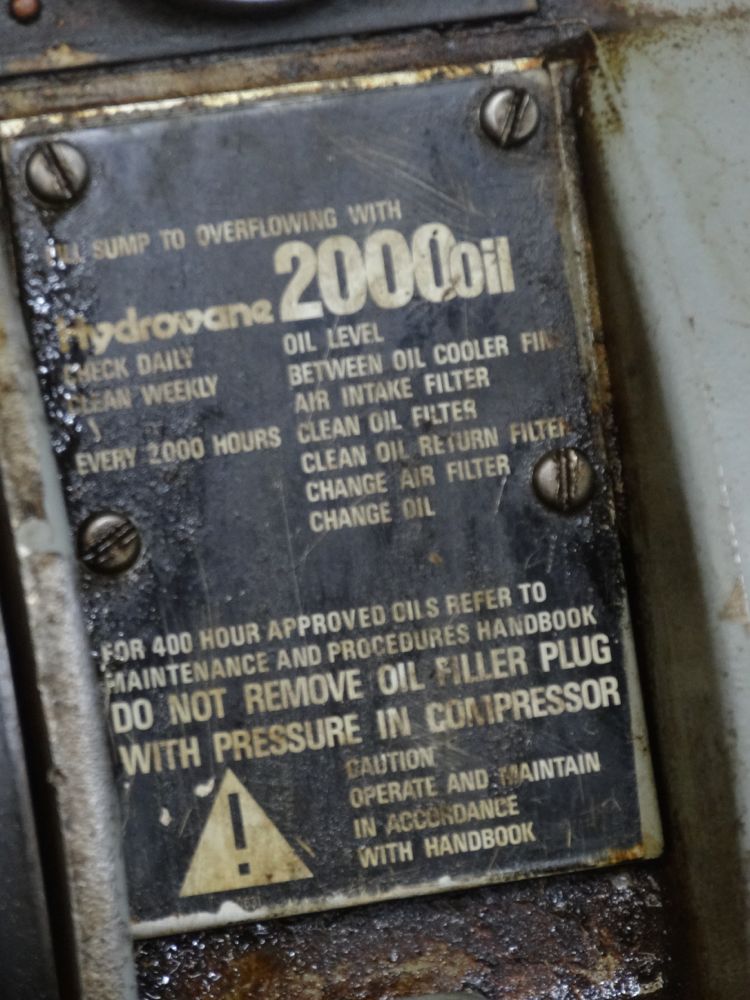 FILL SUMP TO OVERFLOWING WITH
Hydrovane 2000 Oil
CHECK DAILY OIL LEVEL
CLEAN WEEKLY BETWEEN OIL COOLER FINS
AIR INTAKE FILTER
EVERY 2000 HOURS CLEAN OIL FILTER
CLEAN OIL RETURN FILTER
CHANGE AIR FILTER
CHANGE OIL
FOR 400 HOUR APPROVED OILS REFER TO
MAINTENANCE AND PROCEDURES HANDBOOK
DO NOT REMOVE OIL FILLER PLUG
WITH PRESSURE IN COMPRESSOR
!
CAUTION
OPERATE AND MAINTAIN
IN ACCORDANCE
WITH HANDBOOK